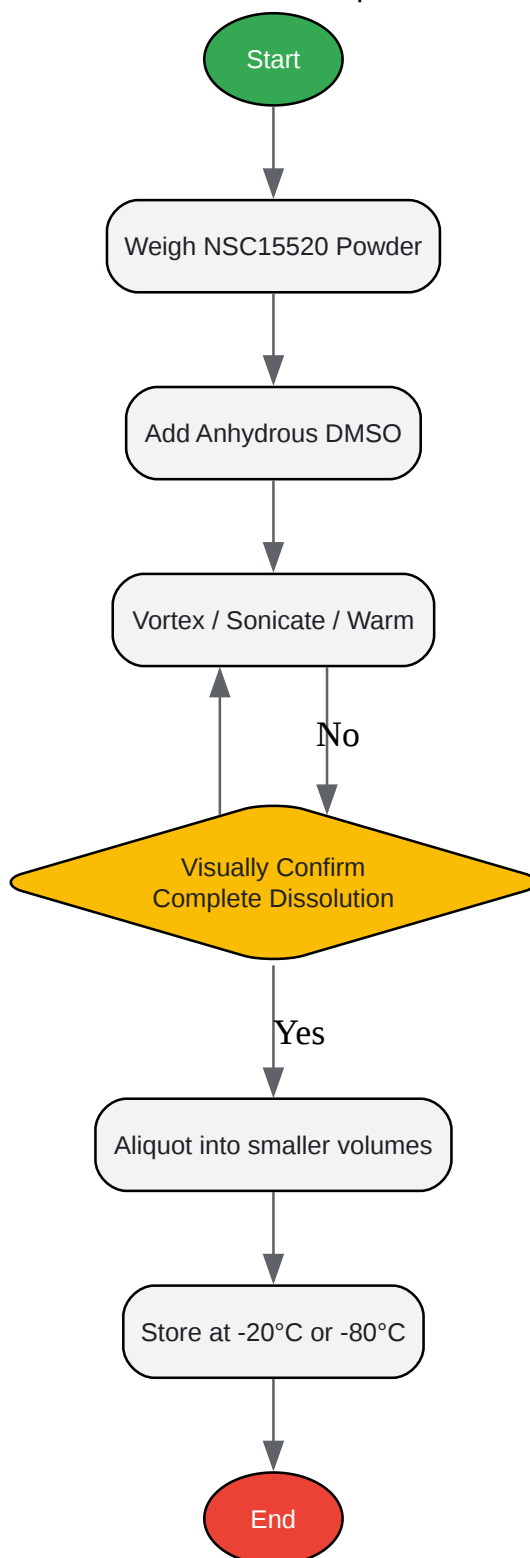 Start
Weigh NSC15520 Powder
Add Anhydrous DMSO
Vortex / Sonicate / Warm
No
Visually Confirm
Complete Dissolution
Yes
Aliquot into smaller volumes
Store at -20°C or -80°C
End